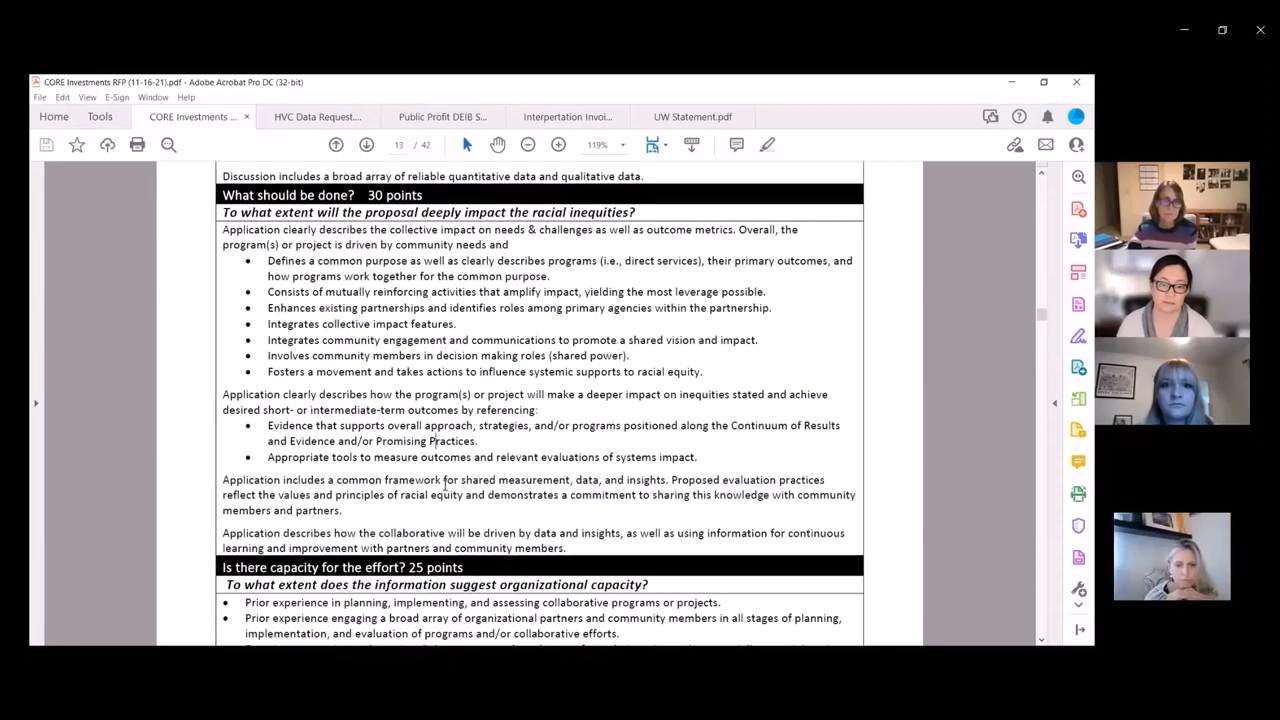 CORE Investments RFP (11-16-21).pdf - Adobe Acrobat Pro DC (32-bit)
File Edit View E-Sign Window Help
Home Tools CORE Investments ... × HVC Data Request.... Public Profit DEIB S... Interpertation Invoi... UW Statement.pdf
13 / 42 119%
Discussion includes a broad array of reliable quantitative data and qualitative data.
What should be done? 30 points
To what extent will the proposal deeply impact the racial inequities?
Application clearly describes the collective impact on needs & challenges as well as outcome metrics. Overall, the
program(s) or project is driven by community needs and
• Defines a common purpose as well as clearly describes programs (i.e., direct services), their primary outcomes, and
how programs work together for the common purpose.
• Consists of mutually reinforcing activities that amplify impact, yielding the most leverage possible.
• Enhances existing partnerships and identifies roles among primary agencies within the partnership.
• Integrates collective impact features.
• Integrates community engagement and communications to promote a shared vision and impact.
• Involves community members in decision making roles (shared power).
• Fosters a movement and takes actions to influence systemic supports to racial equity.
Application clearly describes how the program(s) or project will make a deeper impact on inequities stated and achieve
desired short- or intermediate-term outcomes by referencing:
• Evidence that supports overall approach, strategies, and/or programs positioned along the Continuum of Results
and Evidence and/or Promising Practices.
• Appropriate tools to measure outcomes and relevant evaluations of systems impact.
Application includes a common framework for shared measurement, data, and insights. Proposed evaluation practices
reflect the values and principles of racial equity and demonstrates a commitment to sharing this knowledge with community
members and partners.
Application describes how the collaborative will be driven by data and insights, as well as using information for continuous
learning and improvement with partners and community members.
Is there capacity for the effort? 25 points
To what extent does the information suggest organizational capacity?
• Prior experience in planning, implementing, and assessing collaborative programs or projects.
• Prior experience engaging a broad array of organizational partners and community members in all stages of planning,
implementation, and evaluation of programs and/or collaborative efforts.